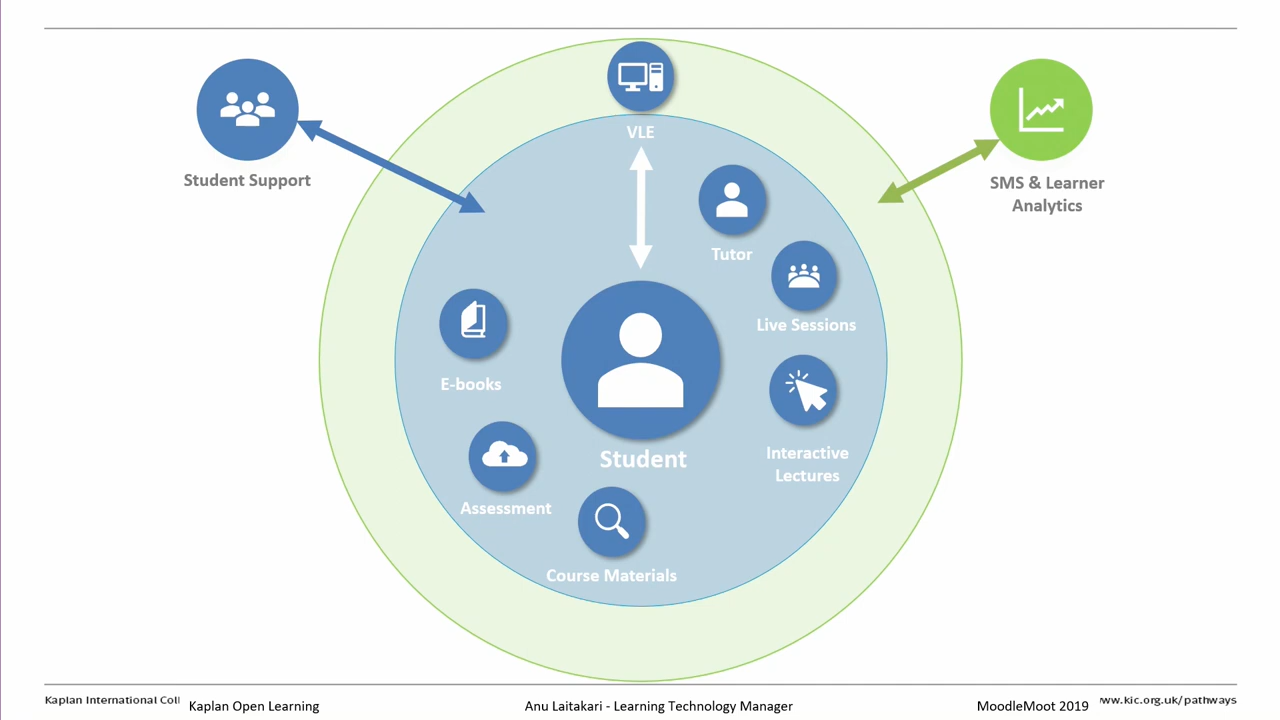 VLE
Student Support
SMS & Learner
Analytics
Tutor
Live Sessions
E-books
Interactive
Lectures
Student
Assessment
Course Materials
Kaplan International Coll
Kaplan Open Learning
Anu Laitakari - Learning Technology Manager
MoodleMoot 2019
www.kic.org.uk/pathways